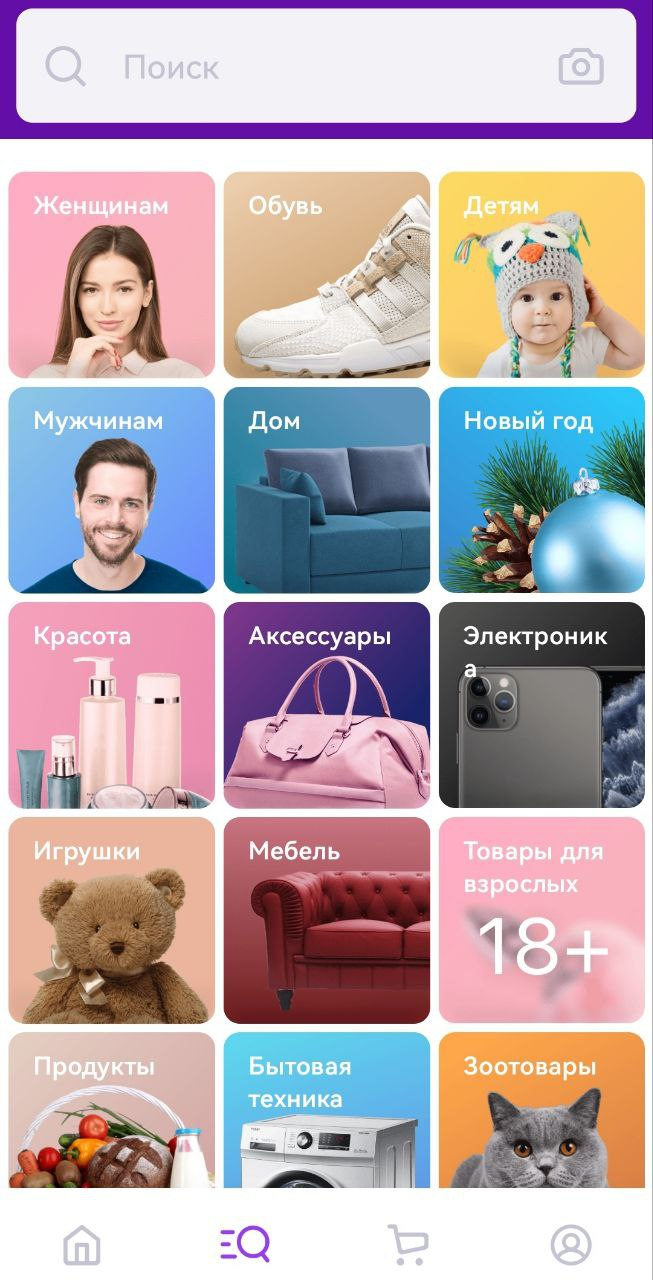 Поиск
Женщинам
Обувь
Детям
Мужчинам
Дом
Новый год
Красота
Аксессуары
Электроник
а
Игрушки
Мебель
Товары для
взрослых
18+
Продукты
Бытовая
техника
Зоотовары